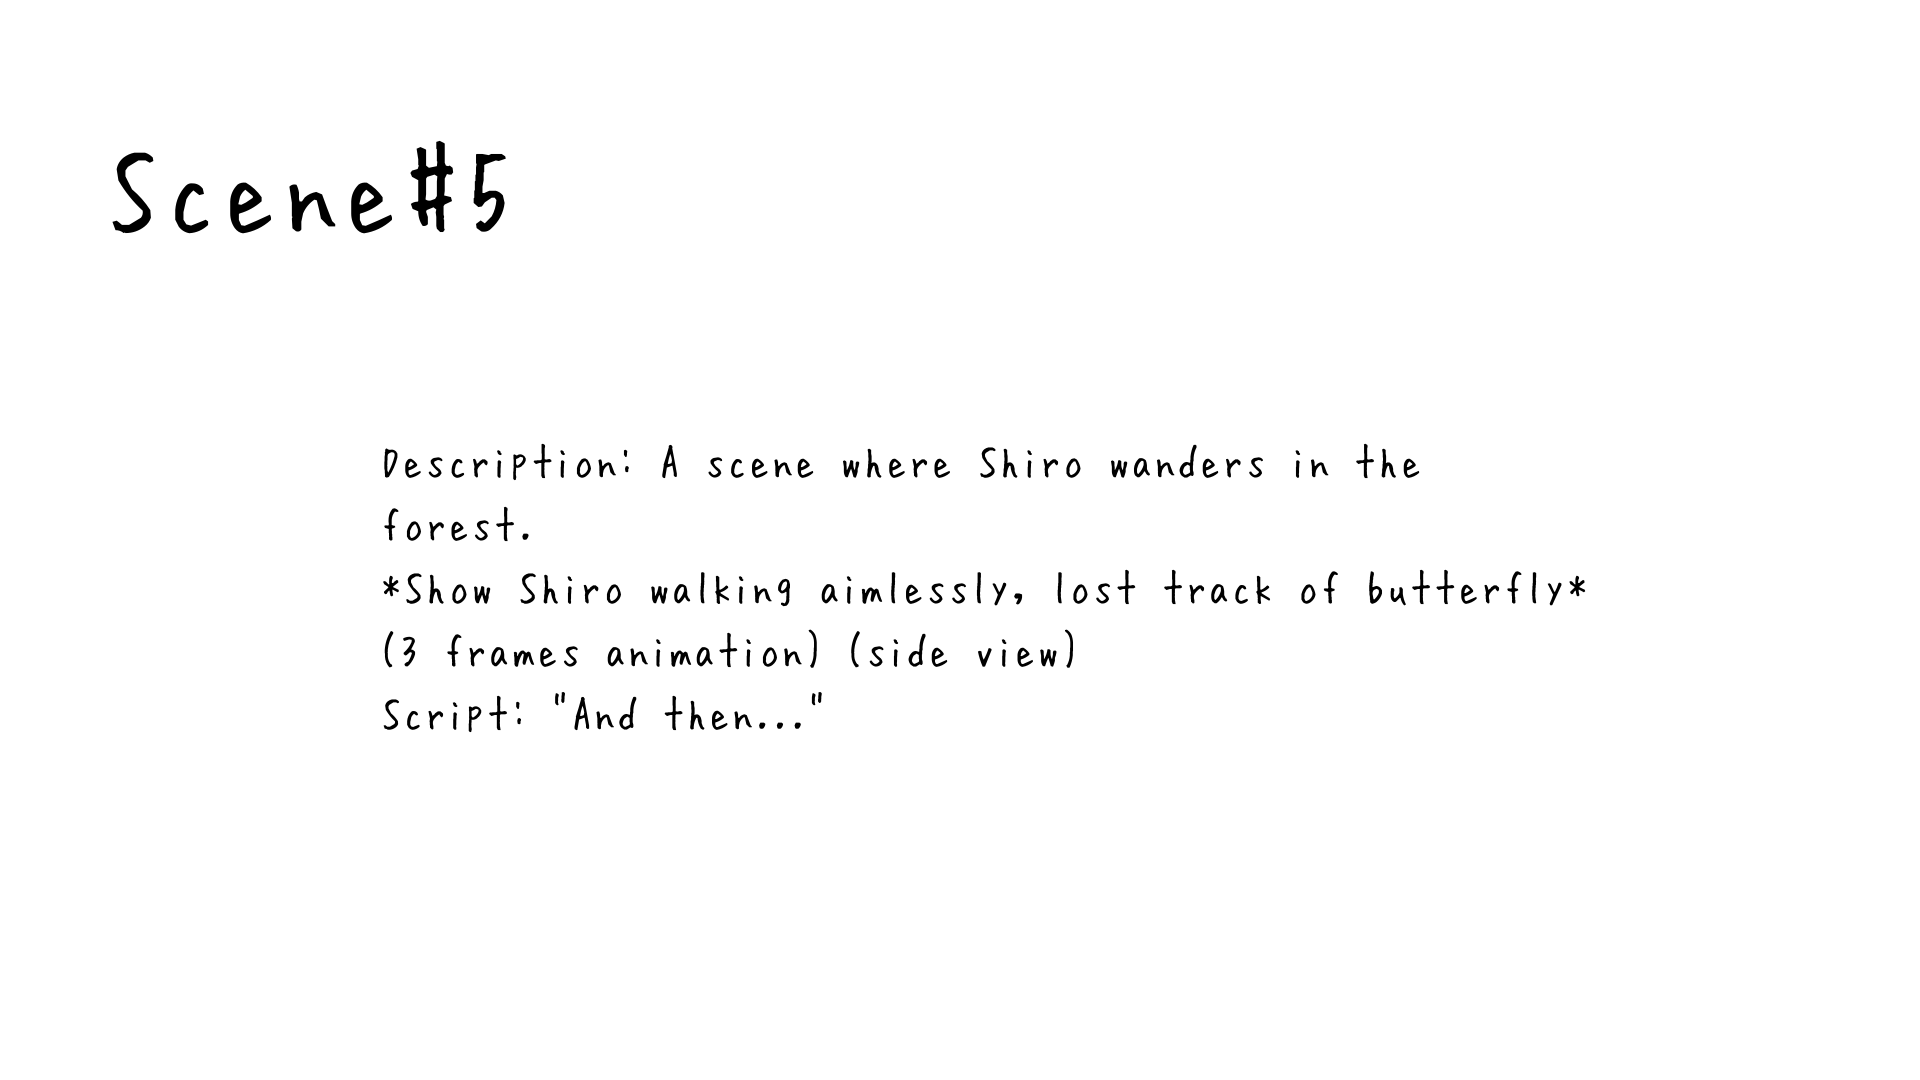 Scene#5
Description: A scene where Shiro wanders in the
forest.
*Show Shiro walking aimlessly, lost track of butterfly*
(3 frames animation) (side view)
Script: "And then..."